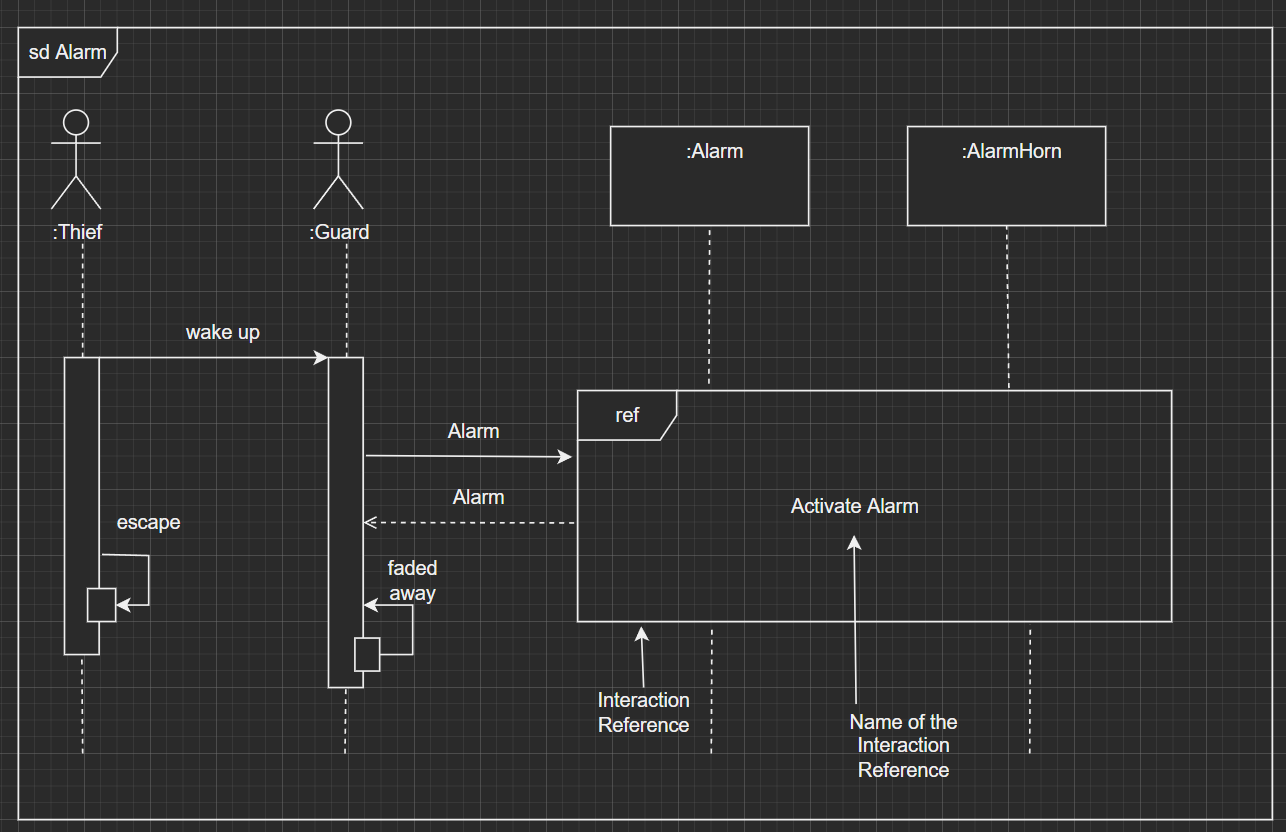 sd Alarm
:Thief
:Guard
:Alarm
:AlarmHorn
wake up
Alarm
ref
Alarm
Activate Alarm
escape
faded
away
Interaction
Reference
Name of the
Interaction
Reference